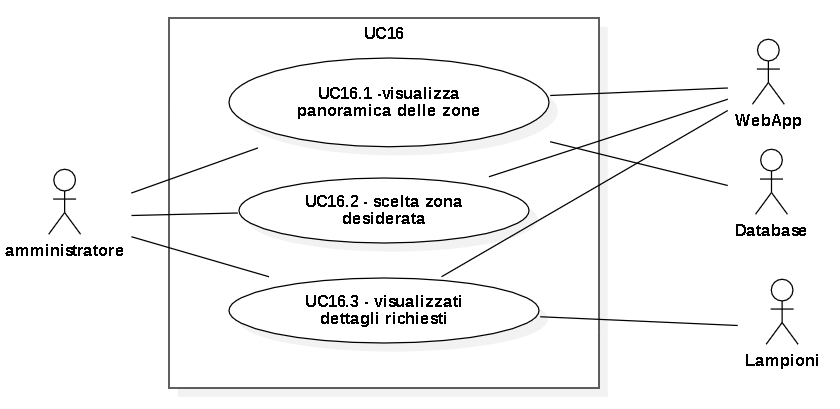 UC16
UC16.1 -visualizza
panoramica delle zone
WebApp
UC16.2 - scelta zona
desiderata
Database
amministratore
UC16.3 - visualizzati
dettagli richiesti
Lampioni